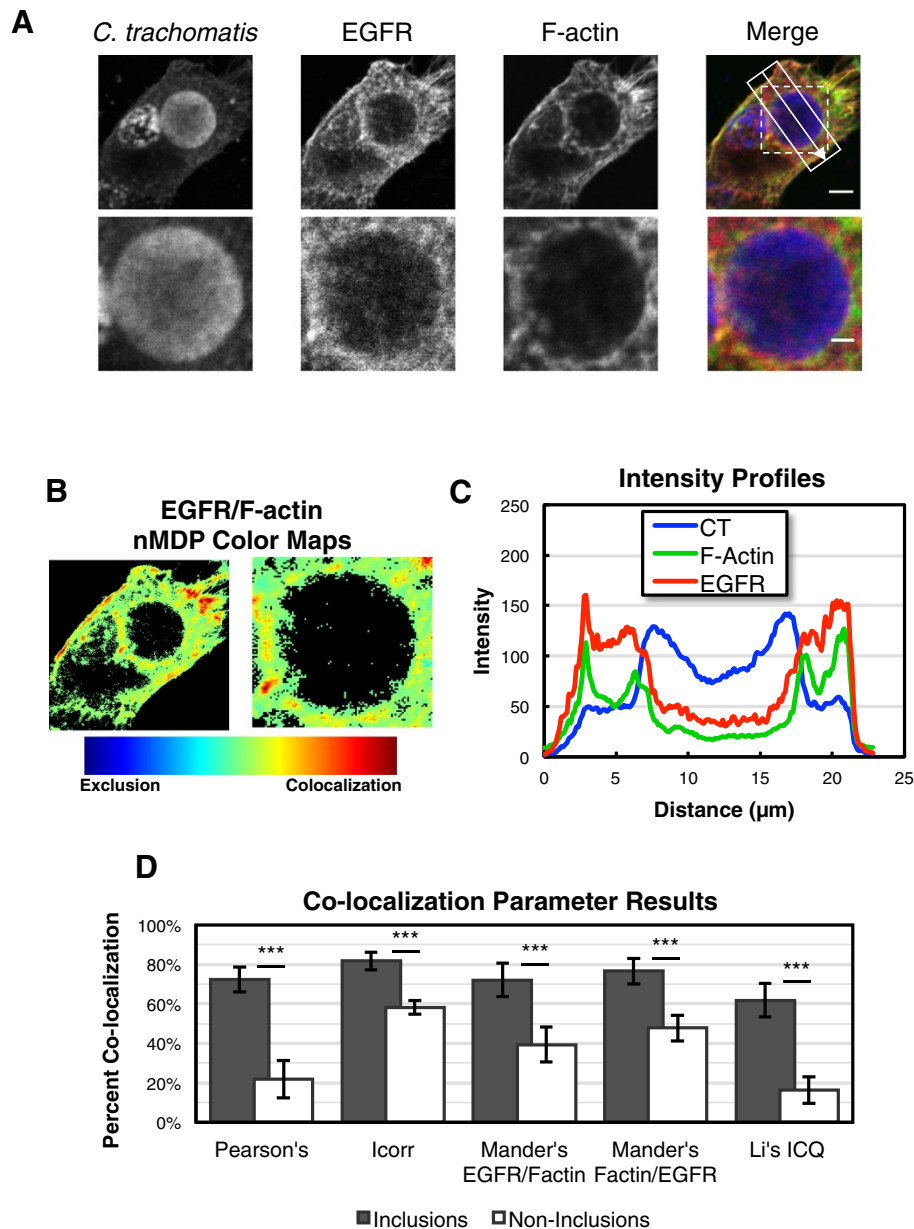 A
C. trachomatis EGFR F-actin Merge
B
EGFR/F-actin
nMDP Color Maps
Exclusion Colocalization
C
Intensity Profiles
250
200
150
100
50
0
Intensity
CT
F-Actin
EGFR
0 5 10 15 20 25
Distance (µm)
D
Co-localization Parameter Results
Percent Co-localization
100%
80%
60%
40%
20%
0%
*** *** *** *** ***
Pearson's Icorr Mander's Mander's Li's ICQ
EGFR/Factin Factin/EGFR
Inclusions Non-Inclusions